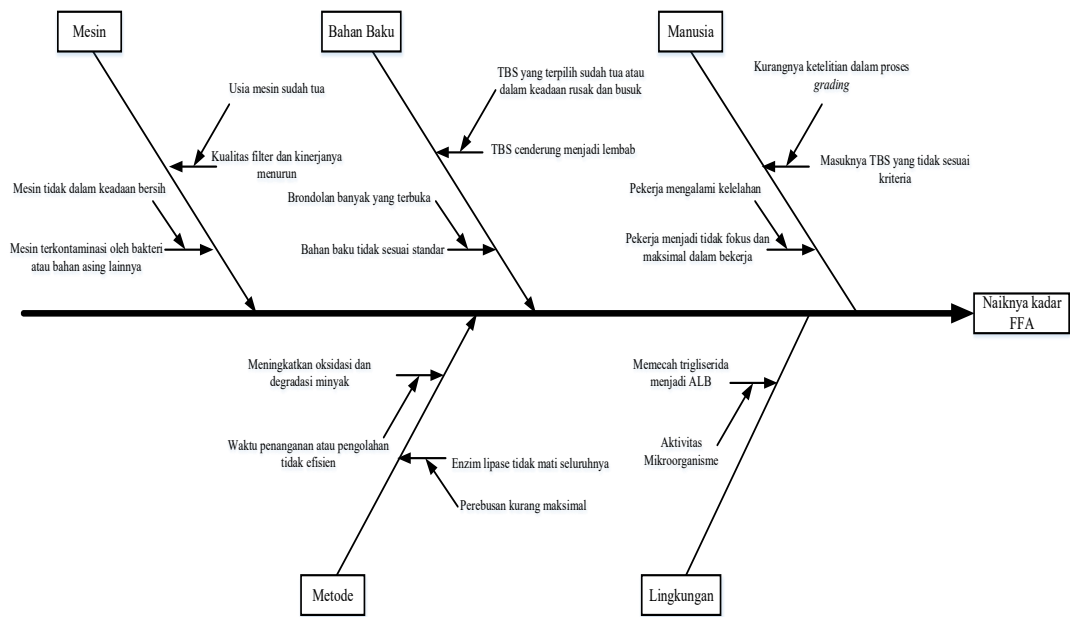 Mesin
Bahan Baku
Manusia
Usia mesin sudah tua
Kualitas filter dan kinerjanya
menurun
Mesin tidak dalam keadaan bersih
Mesin terkontaminasi oleh bakteri
atau bahan asing lainnya
TBS yang terpilih sudah tua atau
dalam keadaan rusak dan busuk
TBS cenderung menjadi lembab
Brondolan banyak yang terbuka
Bahan baku tidak sesuai standar
Kurangnya ketelitian dalam proses
grading
Masuknya TBS yang tidak sesuai
kriteria
Pekerja mengalami kelelahan
Pekerja menjadi tidak fokus dan
maksimal dalam bekerja
Naiknya kadar
FFA
Meningkatkan oksidasi dan
degradasi minyak
Waktu penanganan atau pengolahan
tidak efisien
Enzim lipase tidak mati seluruhnya
Perebusan kurang maksimal
Memecah trigliserida
menjadi ALB
Aktivitas
Mikroorganisme
Metode
Lingkungan